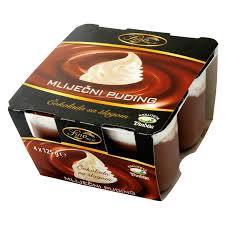 MLIJEČNI PUDING
Čokolada sa šlagom
4 x 125 g e
Čokolada sa šlagom
MLIJEČNI PUDING